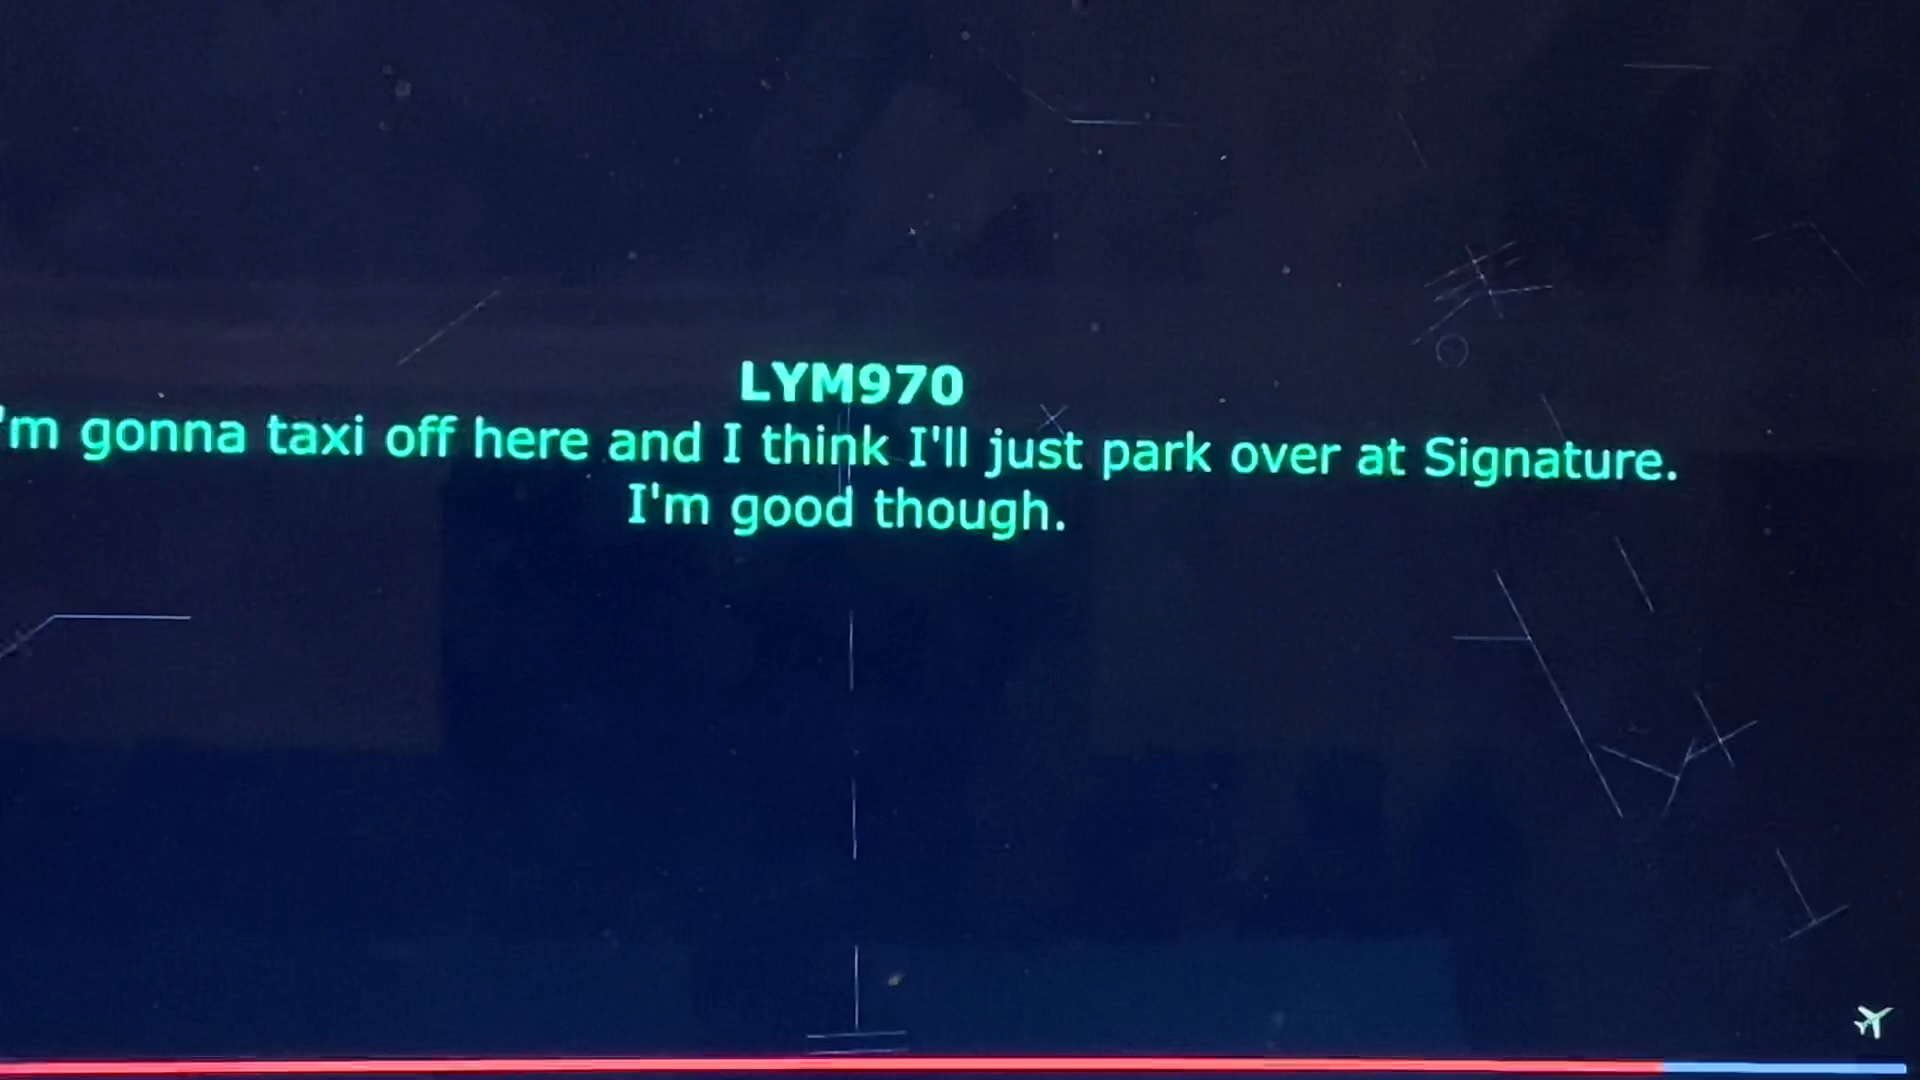 LYM970
'm gonna taxi off here and I think I'll just park over at Signature.
I'm good though.